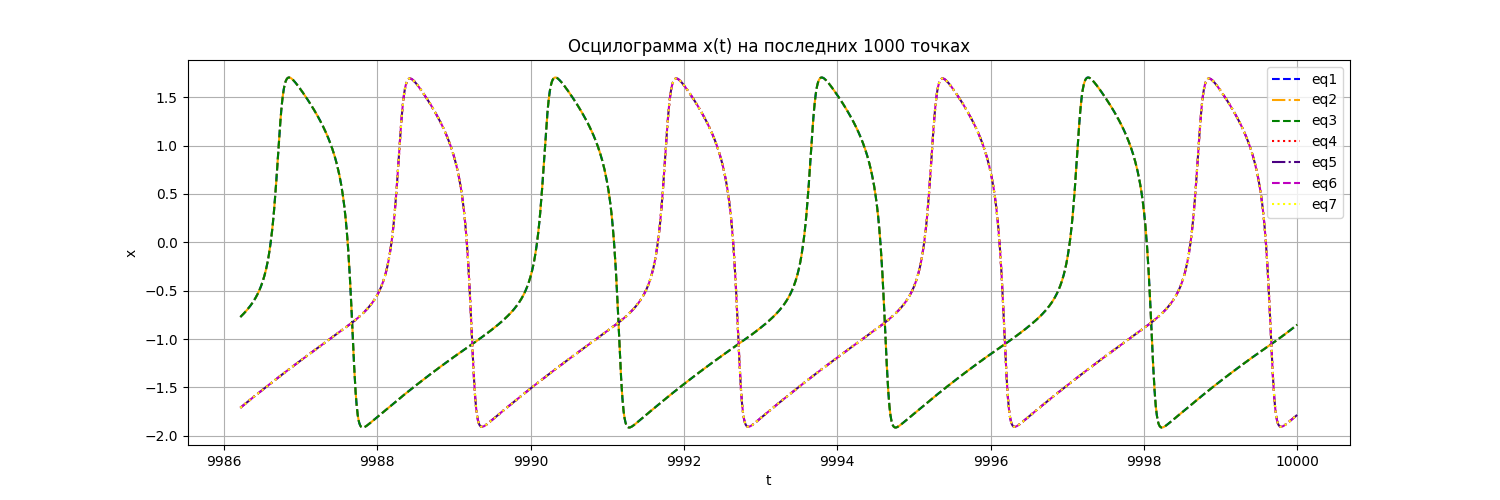 Осцилограмма x(t) на последних 1000 точках
x
1.5
1.0
0.5
0.0
−0.5
−1.0
−1.5
−2.0
eq1
eq2
eq3
eq4
eq5
eq6
eq7
9986
9988
9990
9992
9994
9996
9998
10000
t